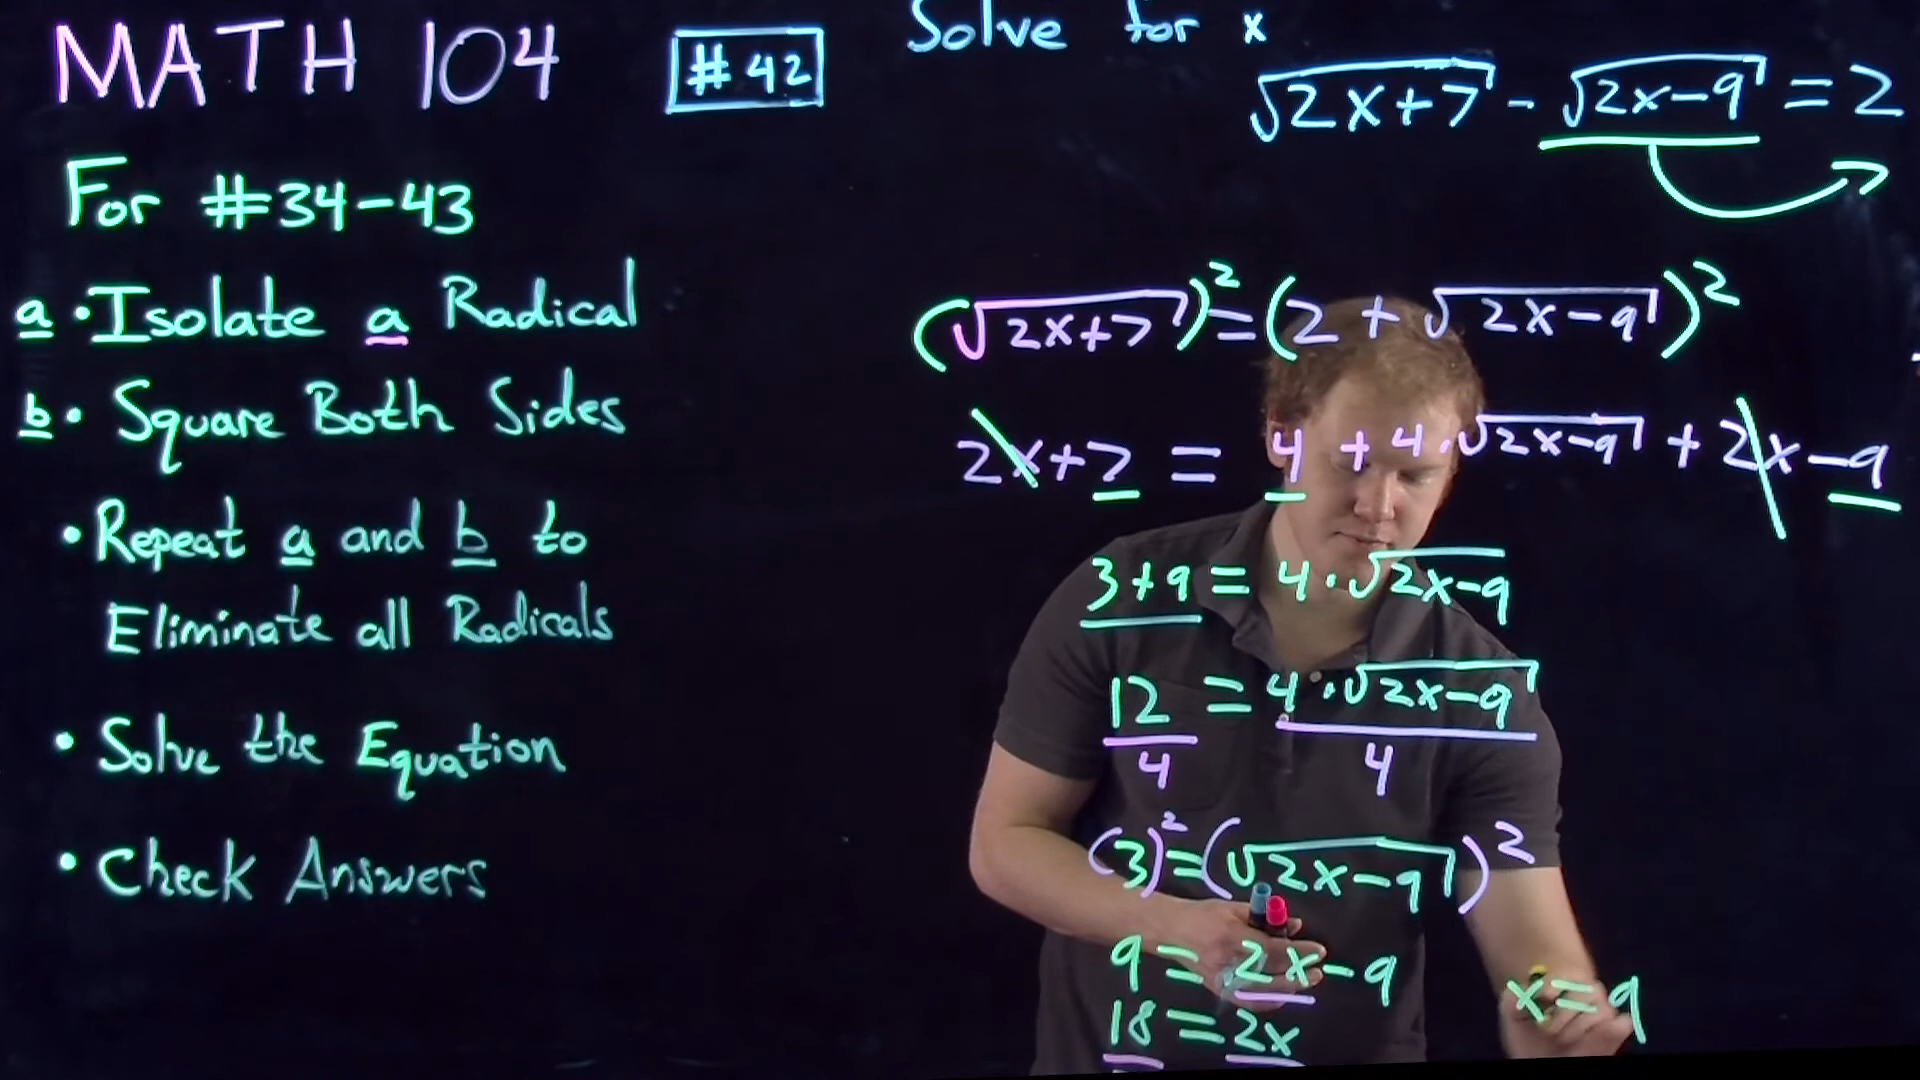 MATH 104
#42
For #34-43
a • Isolate a Radical
b • Square Both Sides
• Repeat a and b to
Eliminate all Radicals
• Solve the Equation
• Check Answers
Solve for x
√2x+7 - √2x-9 = 2
(√2x+7)² = (2 + √2x-9)²
2x+7 = 4 + 4·√2x-9 + 2x-9
3+9 = 4·√2x-9
12 = 4·√2x-9
4 4
(3)² = (√2x-9)²
9 = 2x-9
18 = 2x
x=9